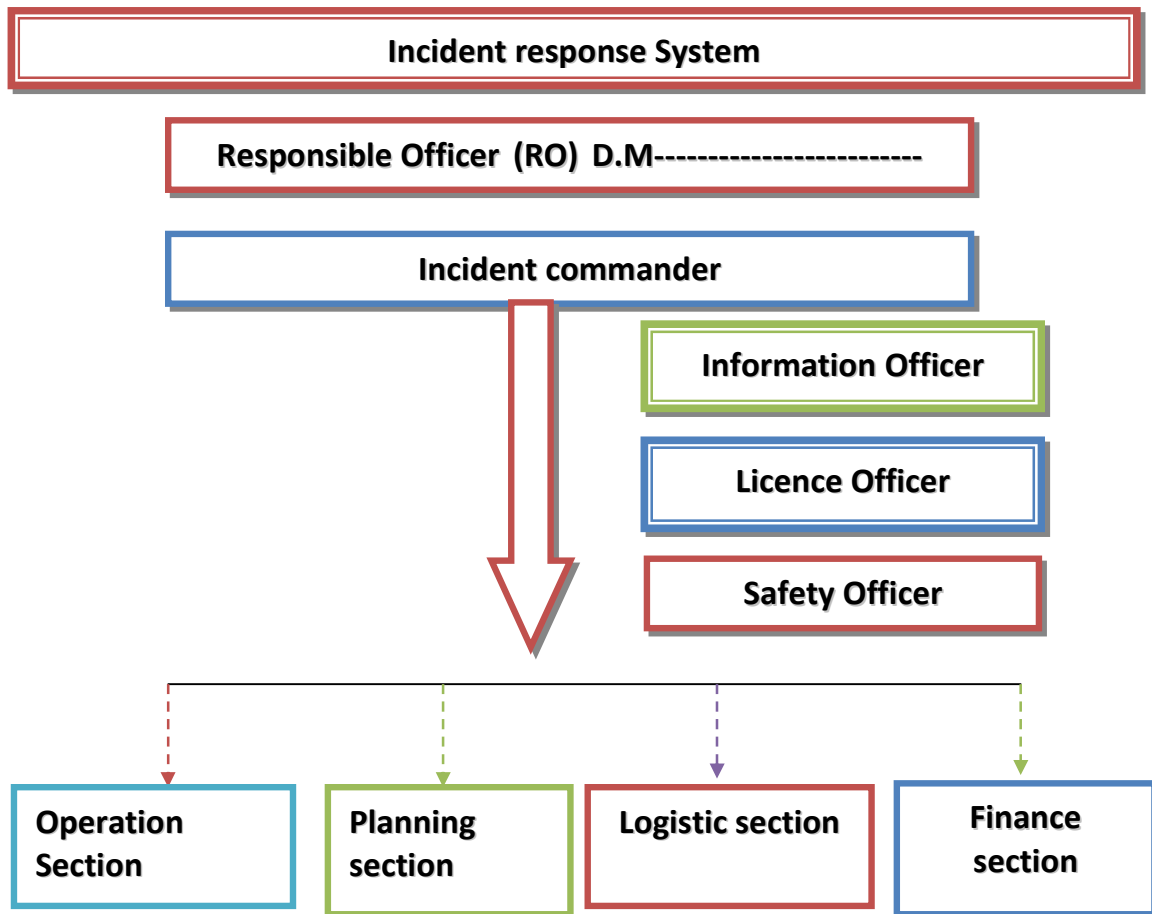 Incident response System
Responsible Officer (RO) D.M-------------------------
Incident commander
Information Officer
Licence Officer
Safety Officer
Operation
Section
Planning
section
Logistic section
Finance
section